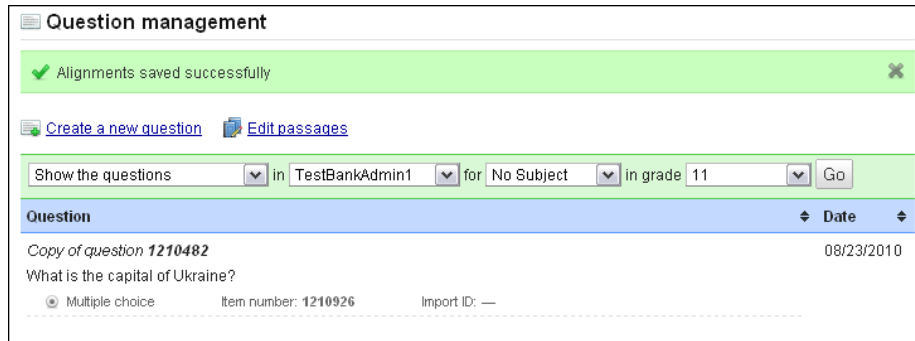 Question management
Alignments saved successfully
Create a new question Edit passages
Show the questions in TestBankAdmin1 for No Subject in grade 11 Go
Question Date
Copy of question 1210482 08/23/2010
What is the capital of Ukraine?
Multiple choice Item number: 1210926 Import ID: —